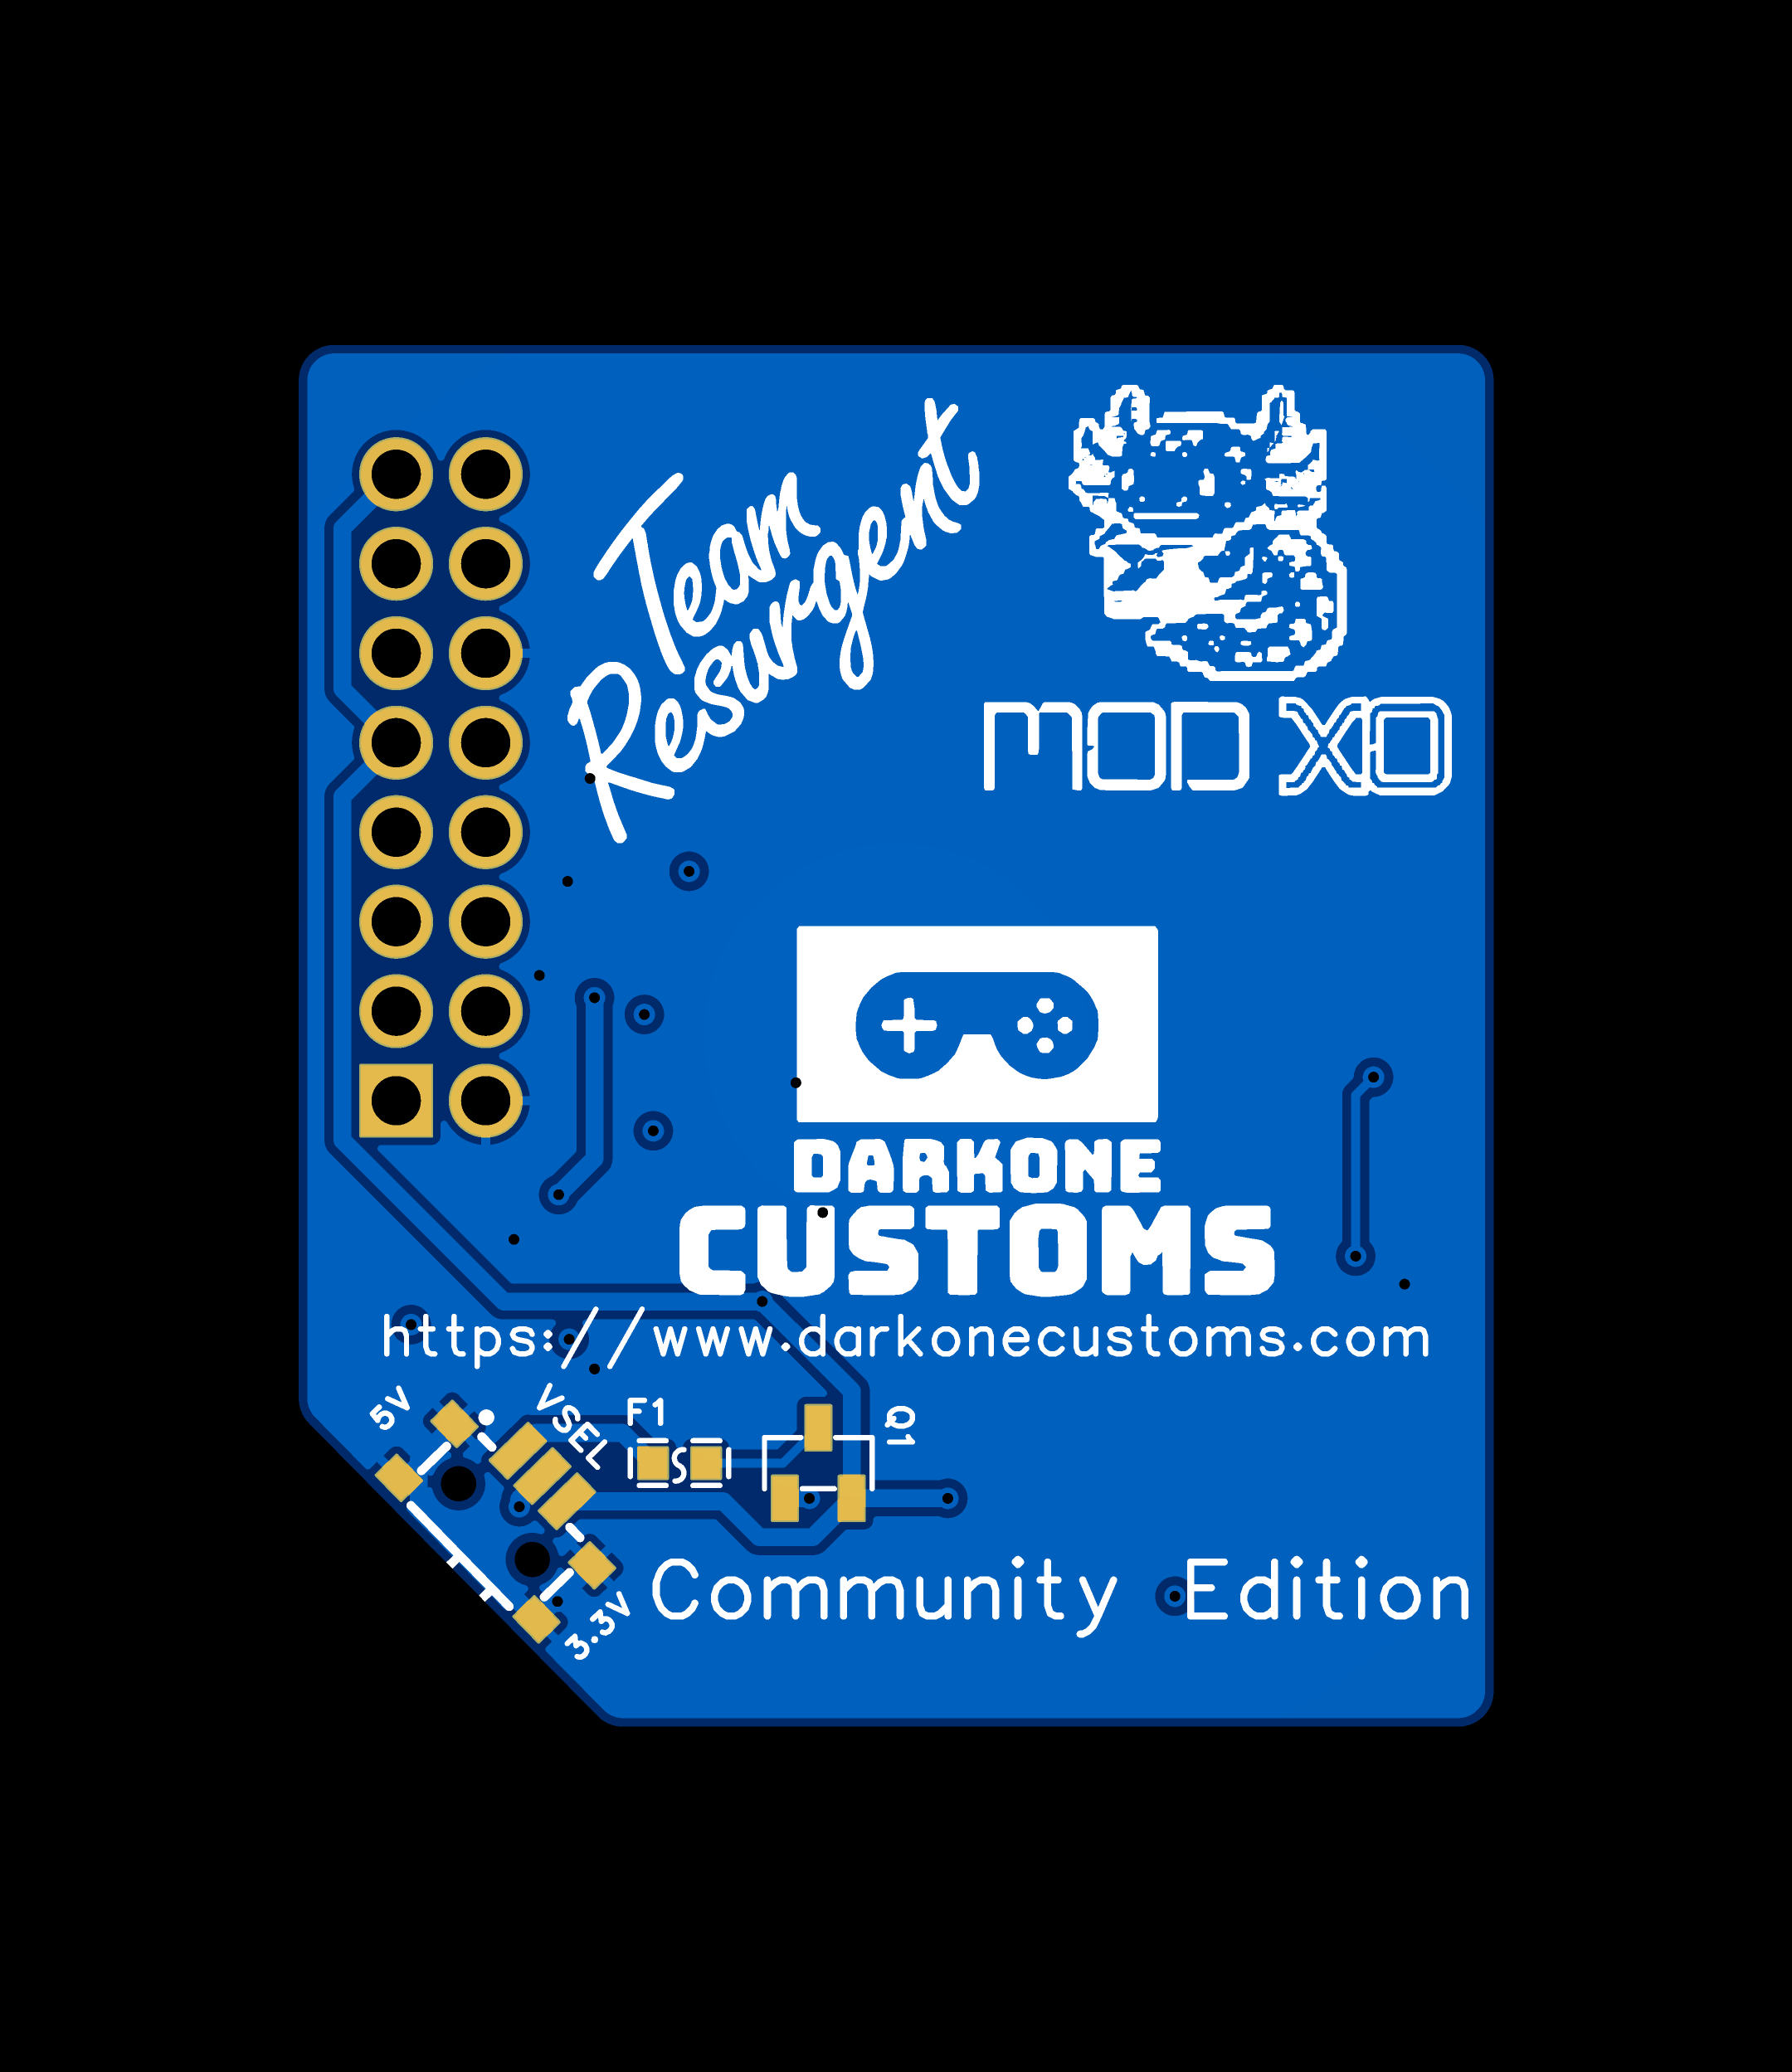 Team
Resurgent
MOD XO
DARKONE
CUSTOMS
https://www.darkonecustoms.com
5V
VSEL
F1
Q1
S
3.3V
Community Edition